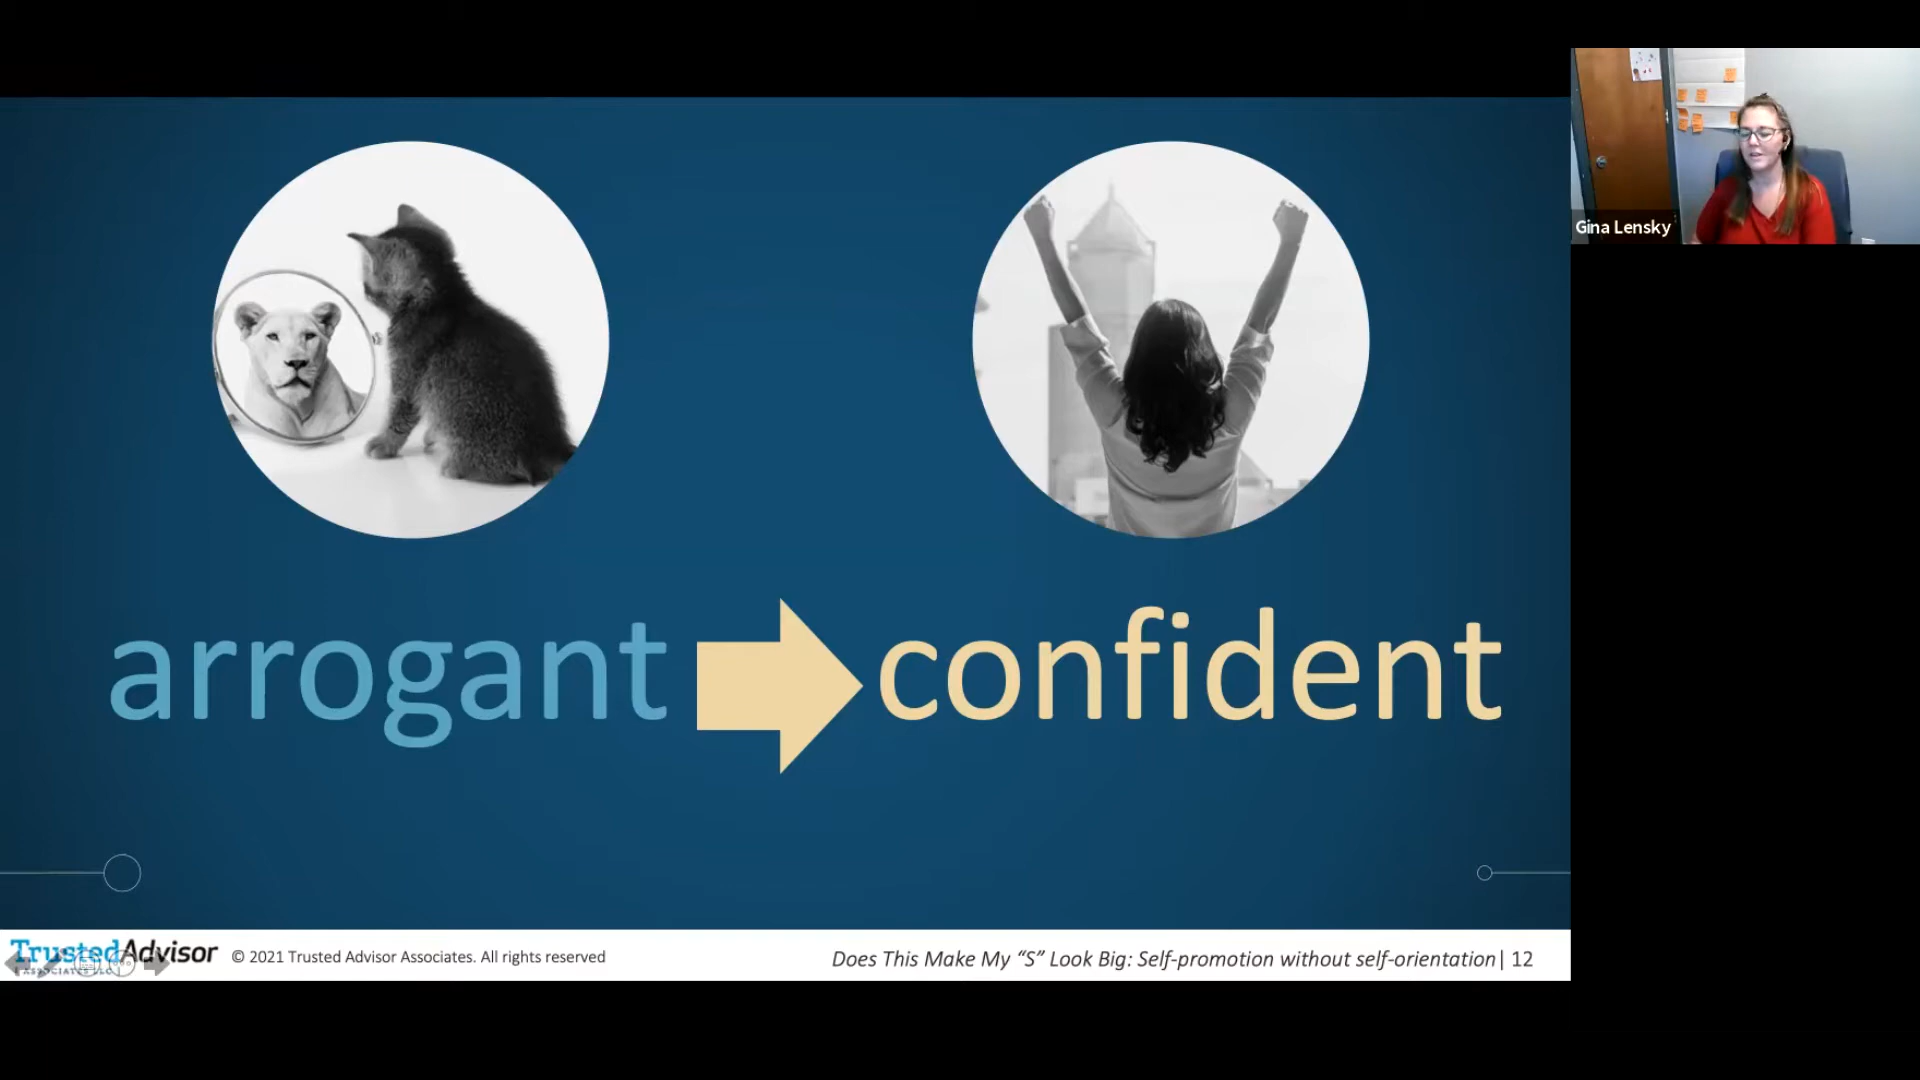 Gina Lensky
arrogant
confident
TrustedAdvisor
ASSOCIATES LLC
© 2021 Trusted Advisor Associates. All rights reserved
Does This Make My “S” Look Big: Self-promotion without self-orientation| 12